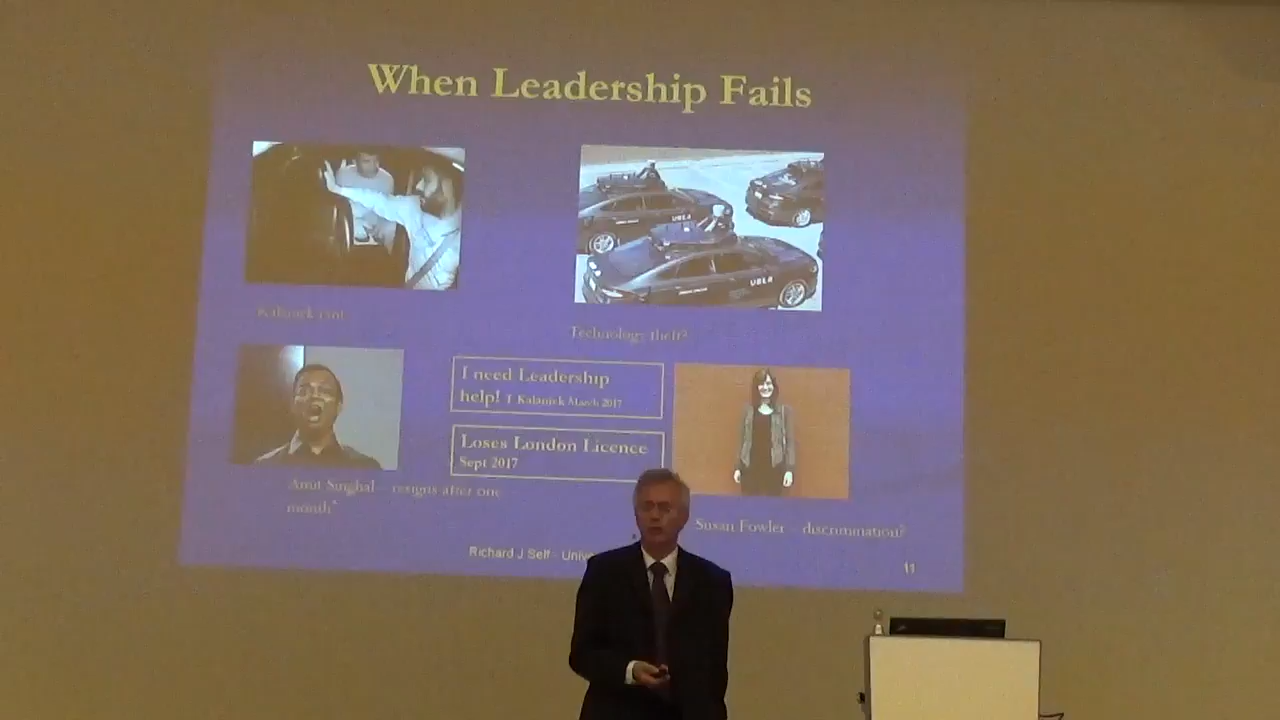 When Leadership Fails
UBER
UBER
Kalanick rant
Technology theft?
I need Leadership
help! T Kalanick March 2017
Loses London Licence
Sept 2017
Amit Singhal – resigns after one
month"
Susan Fowler – discrimination?
Richard J Self - Unive
11